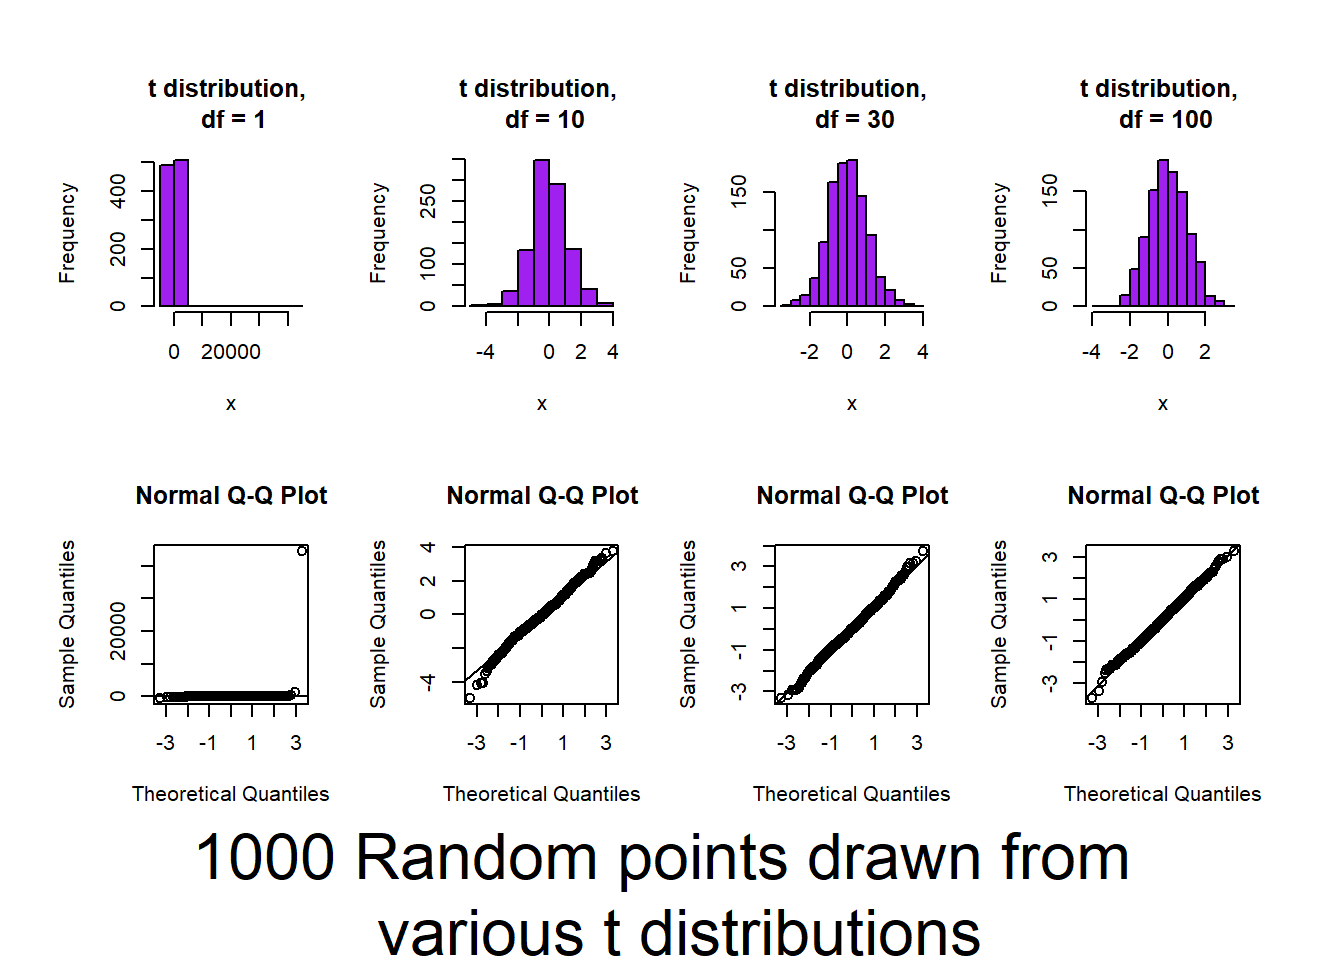 t distribution,
df = 1
t distribution,
df = 10
t distribution,
df = 30
t distribution,
df = 100
Frequency
0 200 400
0 20000
x
Frequency
0 100 250
-4 0 2 4
x
Frequency
0 50 150
-2 0 2 4
x
Frequency
0 50 150
-4 -2 0 2
x
Normal Q-Q Plot
Sample Quantiles
0 20000
-3 -1 1 3
Theoretical Quantiles
Normal Q-Q Plot
Sample Quantiles
-4 0 2 4
-3 -1 1 3
Theoretical Quantiles
Normal Q-Q Plot
Sample Quantiles
-3 -1 1 3
-3 -1 1 3
Theoretical Quantiles
Normal Q-Q Plot
Sample Quantiles
-3 -1 1 3
-3 -1 1 3
Theoretical Quantiles
1000 Random points drawn from
various t distributions